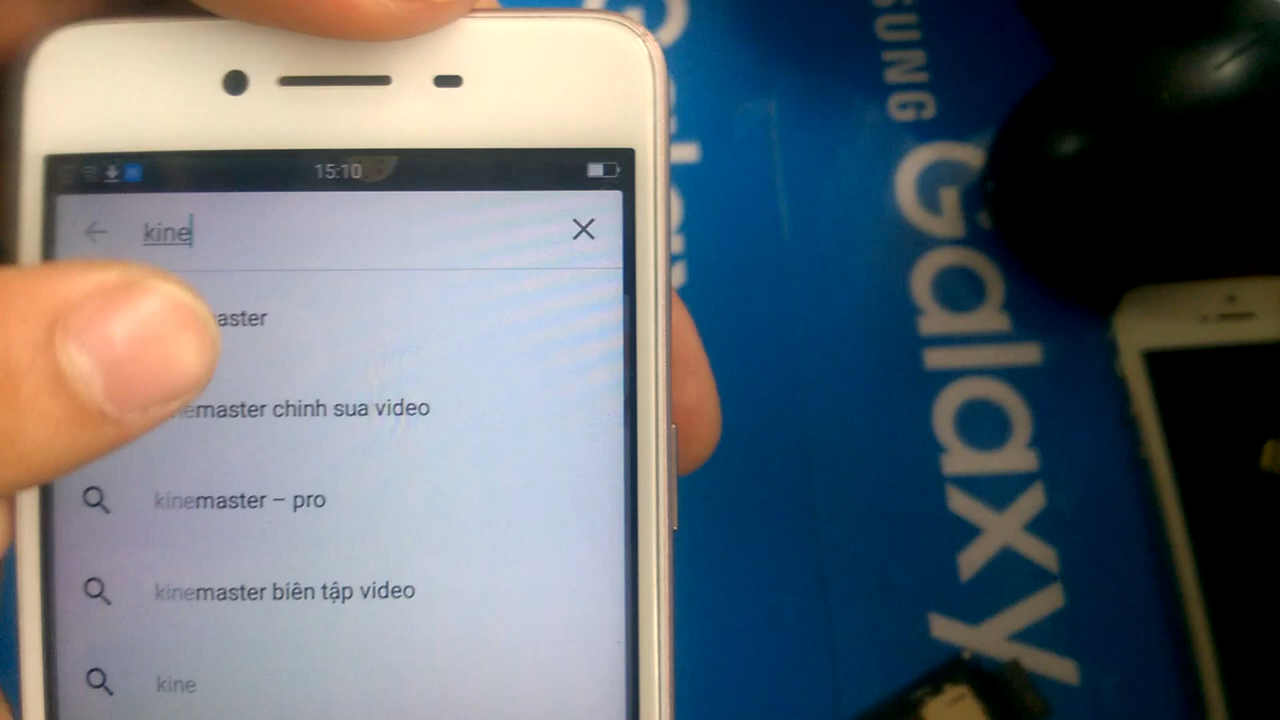 15:10
kine
aster
emaster chinh sua video
kinemaster – pro
kinemaster biên tập video
kine
SUNG
Galaxy